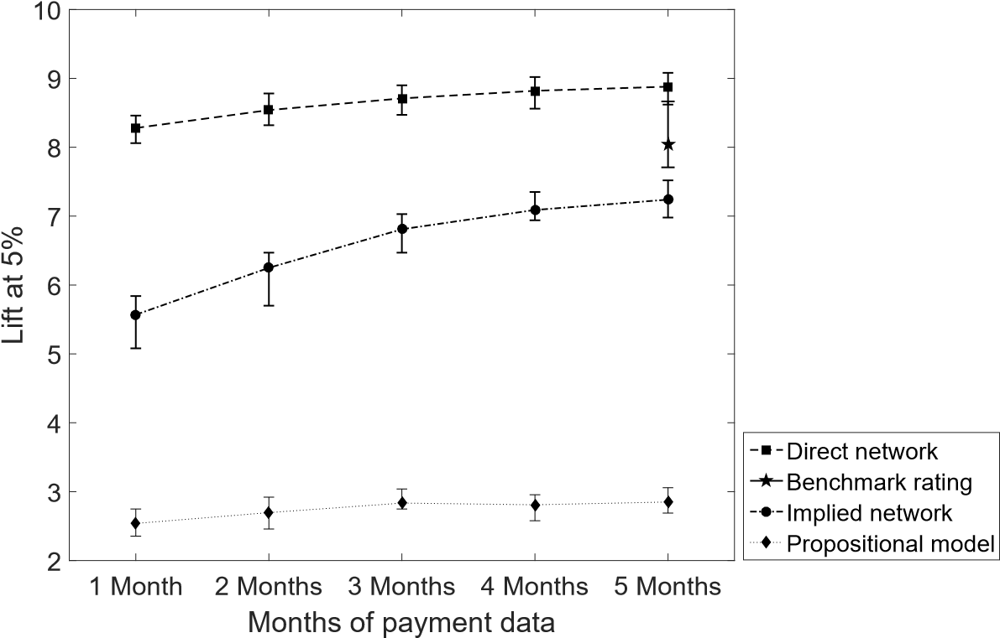 10
9
8
7
6
5
4
3
2
Lift at 5%
1 Month 2 Months 3 Months 4 Months 5 Months
Months of payment data
Direct network
Benchmark rating
Implied network
Propositional model